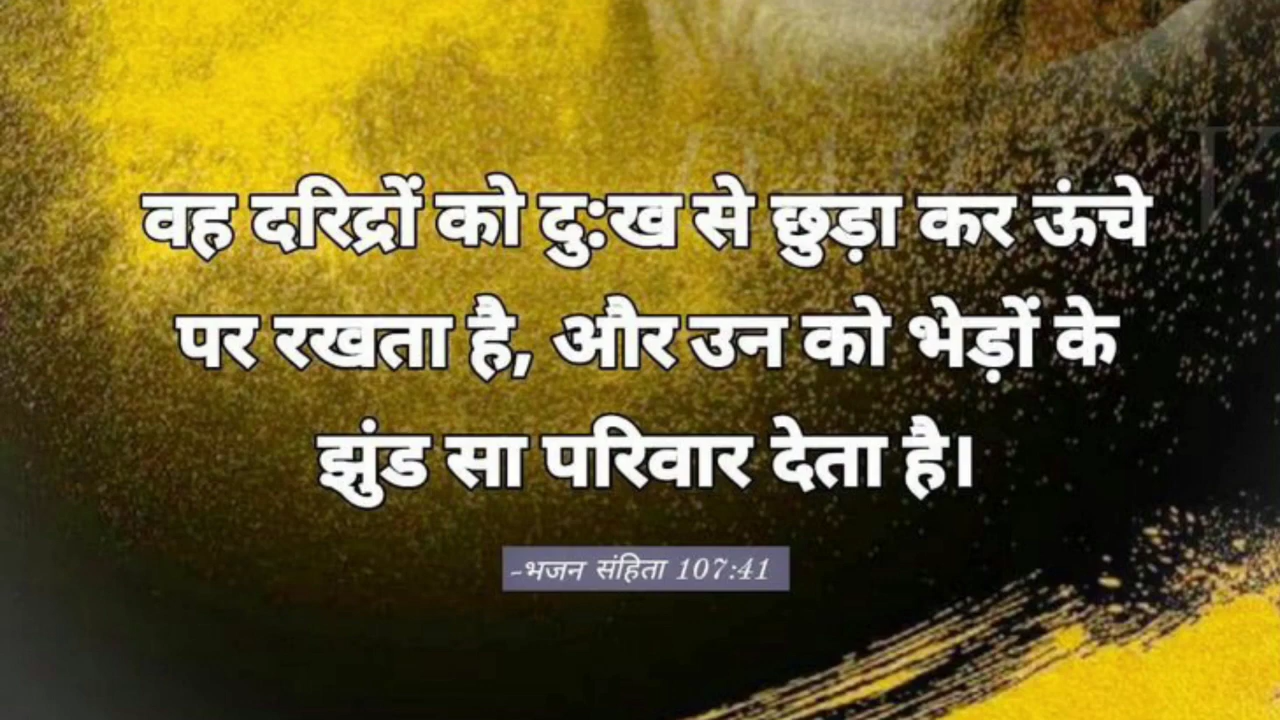 वह दरिद्रों को दु:ख से छुड़ा कर ऊंचे
पर रखता है, और उन को भेड़ों के
झुंड सा परिवार देता है।
-भजन संहिता 107:41